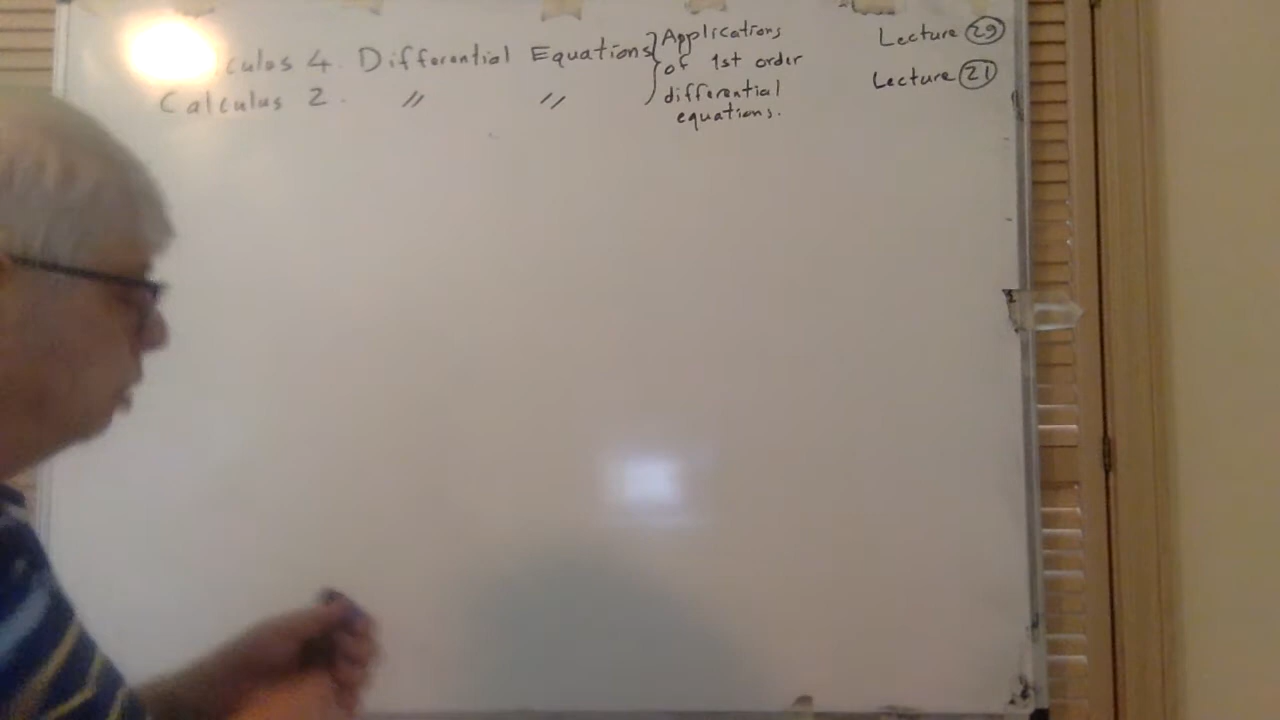 culus 4. Differential Equations } Applications of 1st order differential equations. Lecture 29
Calculus 2. " " Lecture 21